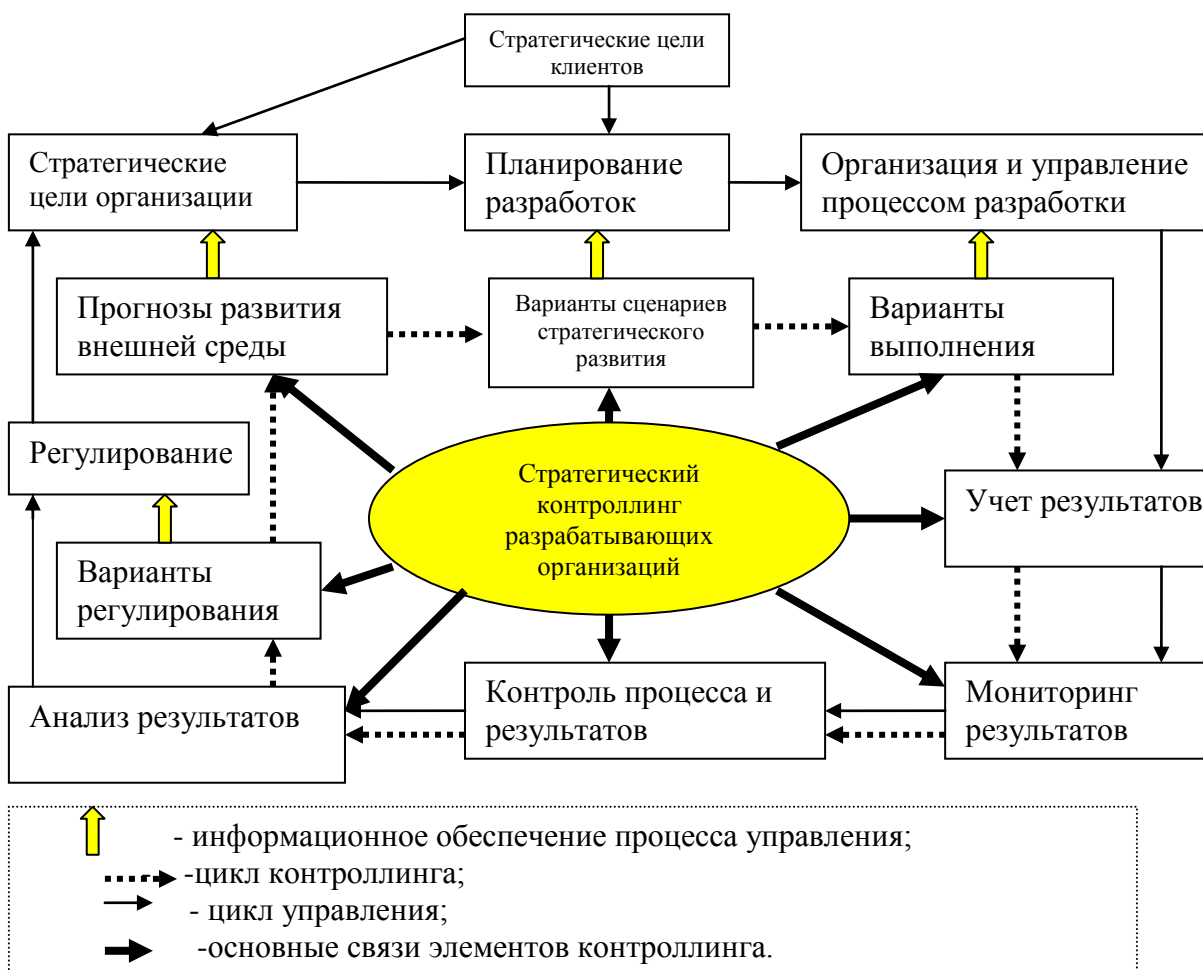 Стратегические цели
клиентов
Стратегические
цели организации
Планирование
разработок
Организация и управление
процессом разработки
Прогнозы развития
внешней среды
Варианты сценариев
стратегического
развития
Варианты
выполнения
Регулирование
Стратегический
контроллинг
разрабатывающих
организаций
Учет результатов
Варианты
регулирования
Анализ результатов
Контроль процесса и
результатов
Мониторинг
результатов
- информационное обеспечение процесса управления;
-цикл контроллинга;
- цикл управления;
-основные связи элементов контроллинга.